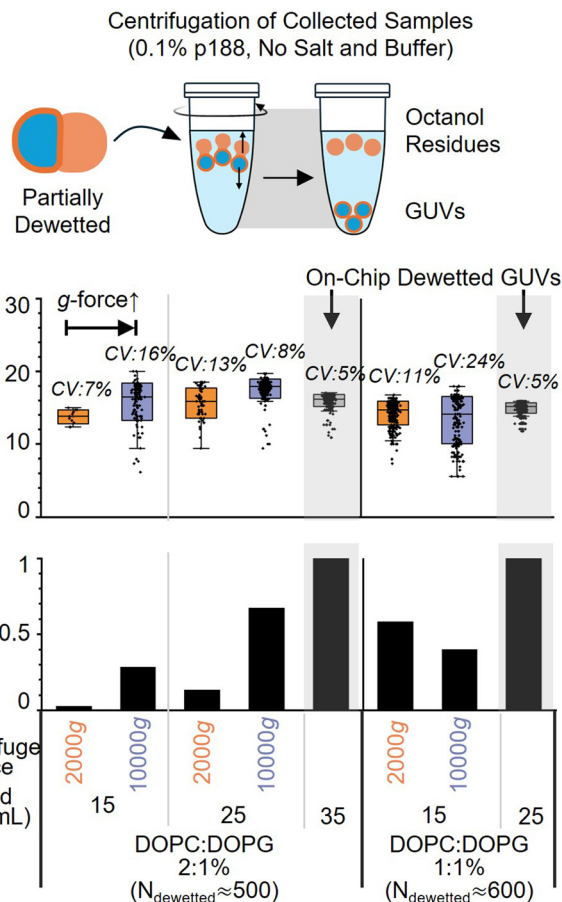 Centrifugation of Collected Samples
(0.1% p188, No Salt and Buffer)
Octanol
Residues
Partially
Dewetted
GUVs
On-Chip Dewetted GUVs
30
g-force↑
CV:7%
CV:16%
CV:13%
CV:8%
CV:5%
CV:11%
CV:24%
CV:5%
20
10
0
1
0.5
0
2000g
10000g
2000g
10000g
2000g
10000g
15
25
35
15
25
mL)
DOPC:DOPG
2:1%
(Ndewetted≈500)
DOPC:DOPG
1:1%
(Ndewetted≈600)